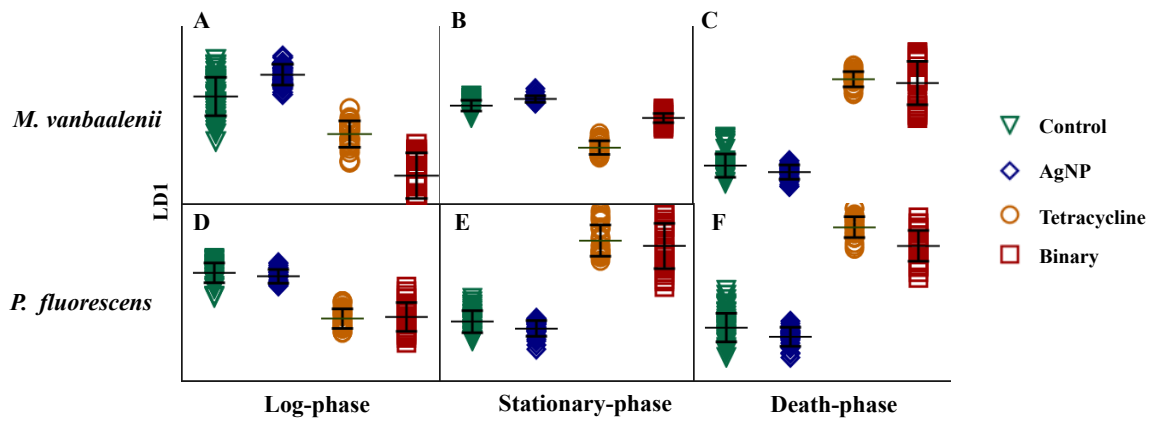 A
B
C
M. vanbaalenii
LD1
D
E
F
P. fluorescens
Control
AgNP
Tetracycline
Binary
Log-phase
Stationary-phase
Death-phase